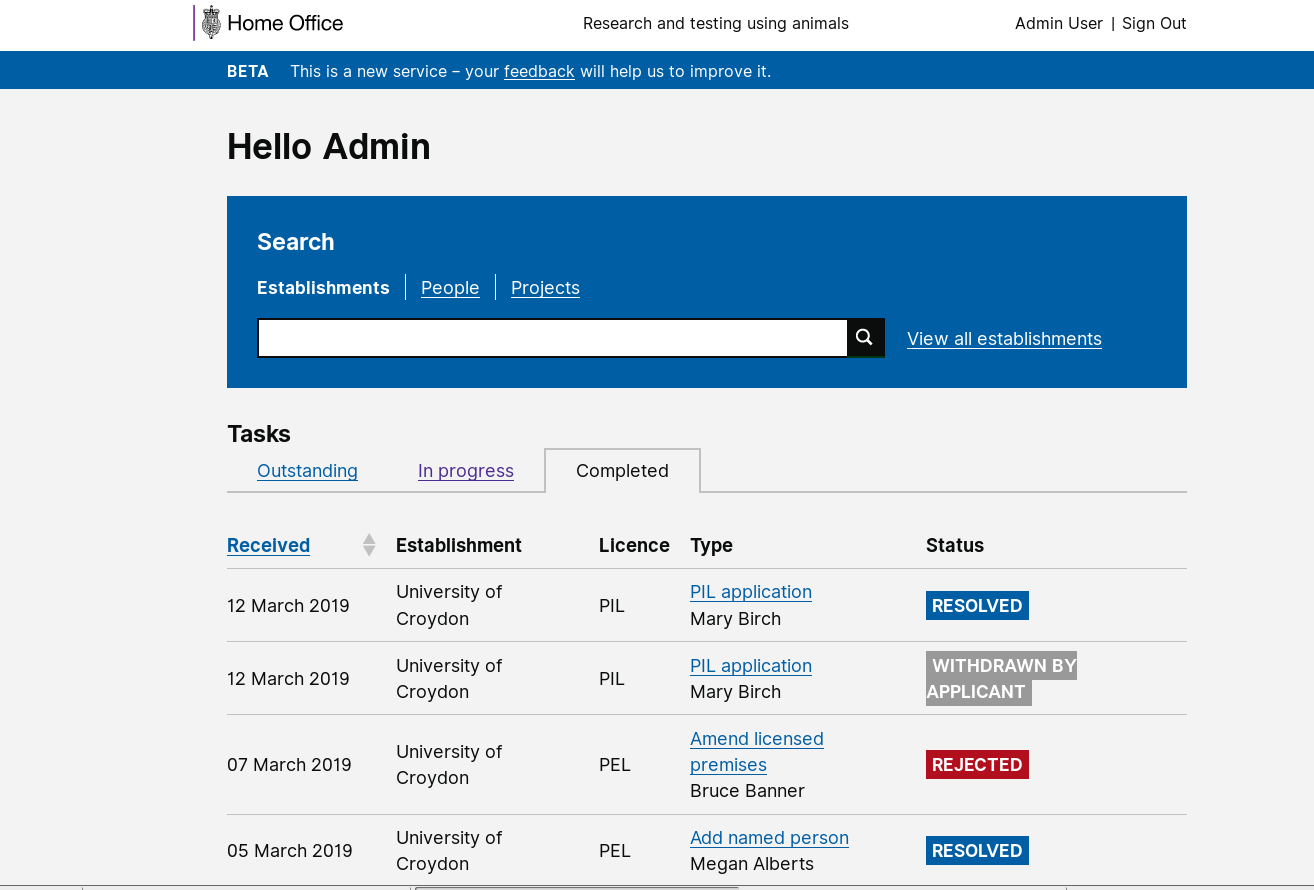 Home Office
Research and testing using animals
Admin User | Sign Out
BETA This is a new service – your feedback will help us to improve it.
Hello Admin
Search
Establishments People Projects
View all establishments
Tasks
Outstanding In progress Completed
Received Establishment Licence Type Status
12 March 2019 University of Croydon PIL PIL application Mary Birch RESOLVED
12 March 2019 University of Croydon PIL PIL application Mary Birch WITHDRAWN BY APPLICANT
07 March 2019 University of Croydon PEL Amend licensed premises Bruce Banner REJECTED
05 March 2019 University of Croydon PEL Add named person Megan Alberts RESOLVED